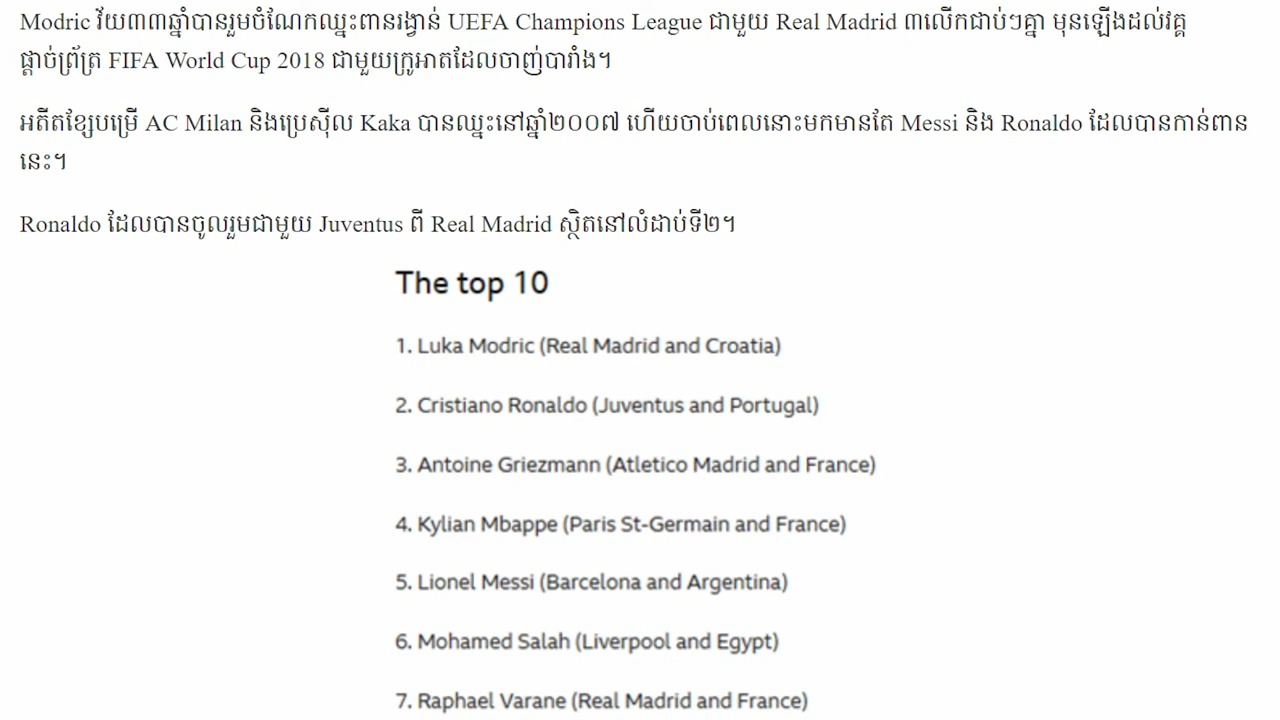 Modric វ័យ៣៣ឆ្នាំបានរួមចំណែកឈ្នះពានរង្វាន់ UEFA Champions League ជាមួយ Real Madrid ៣លើកជាប់ៗគ្នា មុនឡើងដល់វគ្គ
ផ្តាច់ព្រ័ត្រ FIFA World Cup 2018 ជាមួយក្រូអាតដែលចាញ់បារាំង។
អតីតខ្សែបម្រើ AC Milan និងប្រេស៊ីល Kaka បានឈ្នះនៅឆ្នាំ២០០៧ ហើយចាប់ពេលនោះមកមានតែ Messi និង Ronaldo ដែលបានកាន់ពាន
នេះ។
Ronaldo ដែលបានចូលរួមជាមួយ Juventus ពី Real Madrid ស្ថិតនៅលំដាប់ទី២។
The top 10
1. Luka Modric (Real Madrid and Croatia)
2. Cristiano Ronaldo (Juventus and Portugal)
3. Antoine Griezmann (Atletico Madrid and France)
4. Kylian Mbappe (Paris St-Germain and France)
5. Lionel Messi (Barcelona and Argentina)
6. Mohamed Salah (Liverpool and Egypt)
7. Raphael Varane (Real Madrid and France)